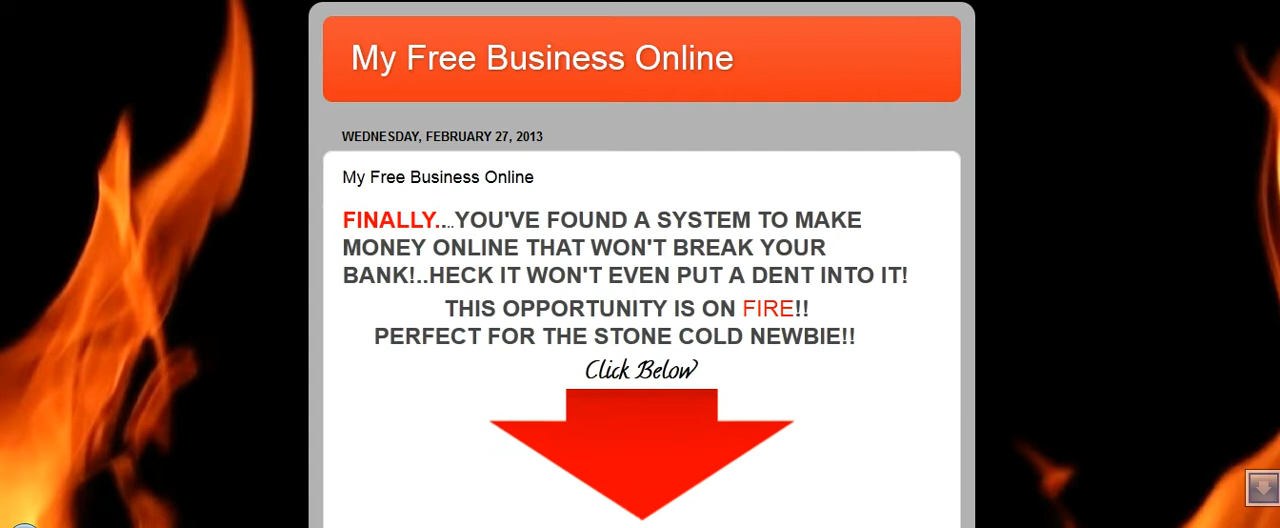 My Free Business Online
WEDNESDAY, FEBRUARY 27, 2013
My Free Business Online
FINALLY....YOU'VE FOUND A SYSTEM TO MAKE
MONEY ONLINE THAT WON'T BREAK YOUR
BANK!..HECK IT WON'T EVEN PUT A DENT INTO IT!
THIS OPPORTUNITY IS ON FIRE!!
PERFECT FOR THE STONE COLD NEWBIE!!
Click Below